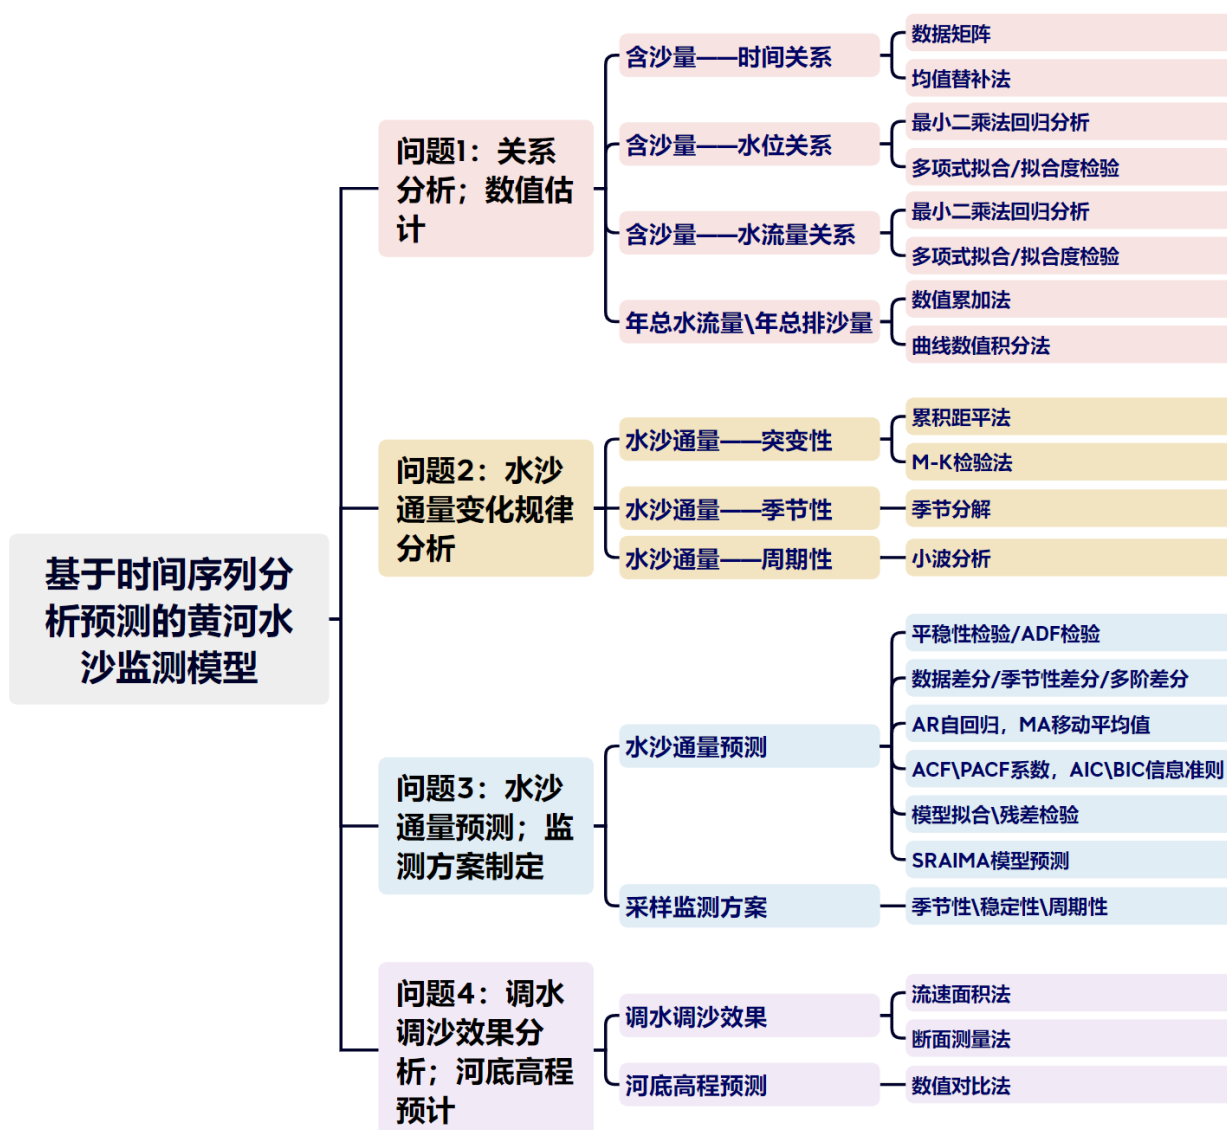 基于时间序列分
析预测的黄河水
沙监测模型
问题1：关系
分析；数值估
计
含沙量——时间关系
数据矩阵
均值替补法
含沙量——水位关系
最小二乘法回归分析
多项式拟合/拟合度检验
含沙量——水流量关系
最小二乘法回归分析
多项式拟合/拟合度检验
年总水流量\年总排沙量
数值累加法
曲线数值积分法
问题2：水沙
通量变化规律
分析
水沙通量——突变性
累积距平法
M-K检验法
水沙通量——季节性
季节分解
水沙通量——周期性
小波分析
问题3：水沙
通量预测；监
测方案制定
水沙通量预测
平稳性检验/ADF检验
数据差分/季节性差分/多阶差分
AR自回归，MA移动平均值
ACF\PACF系数，AIC\BIC信息准则
模型拟合\残差检验
SRAIMA模型预测
采样监测方案
季节性\稳定性\周期性
问题4：调水
调沙效果分
析；河底高程
预计
调水调沙效果
流速面积法
断面测量法
河底高程预测
数值对比法